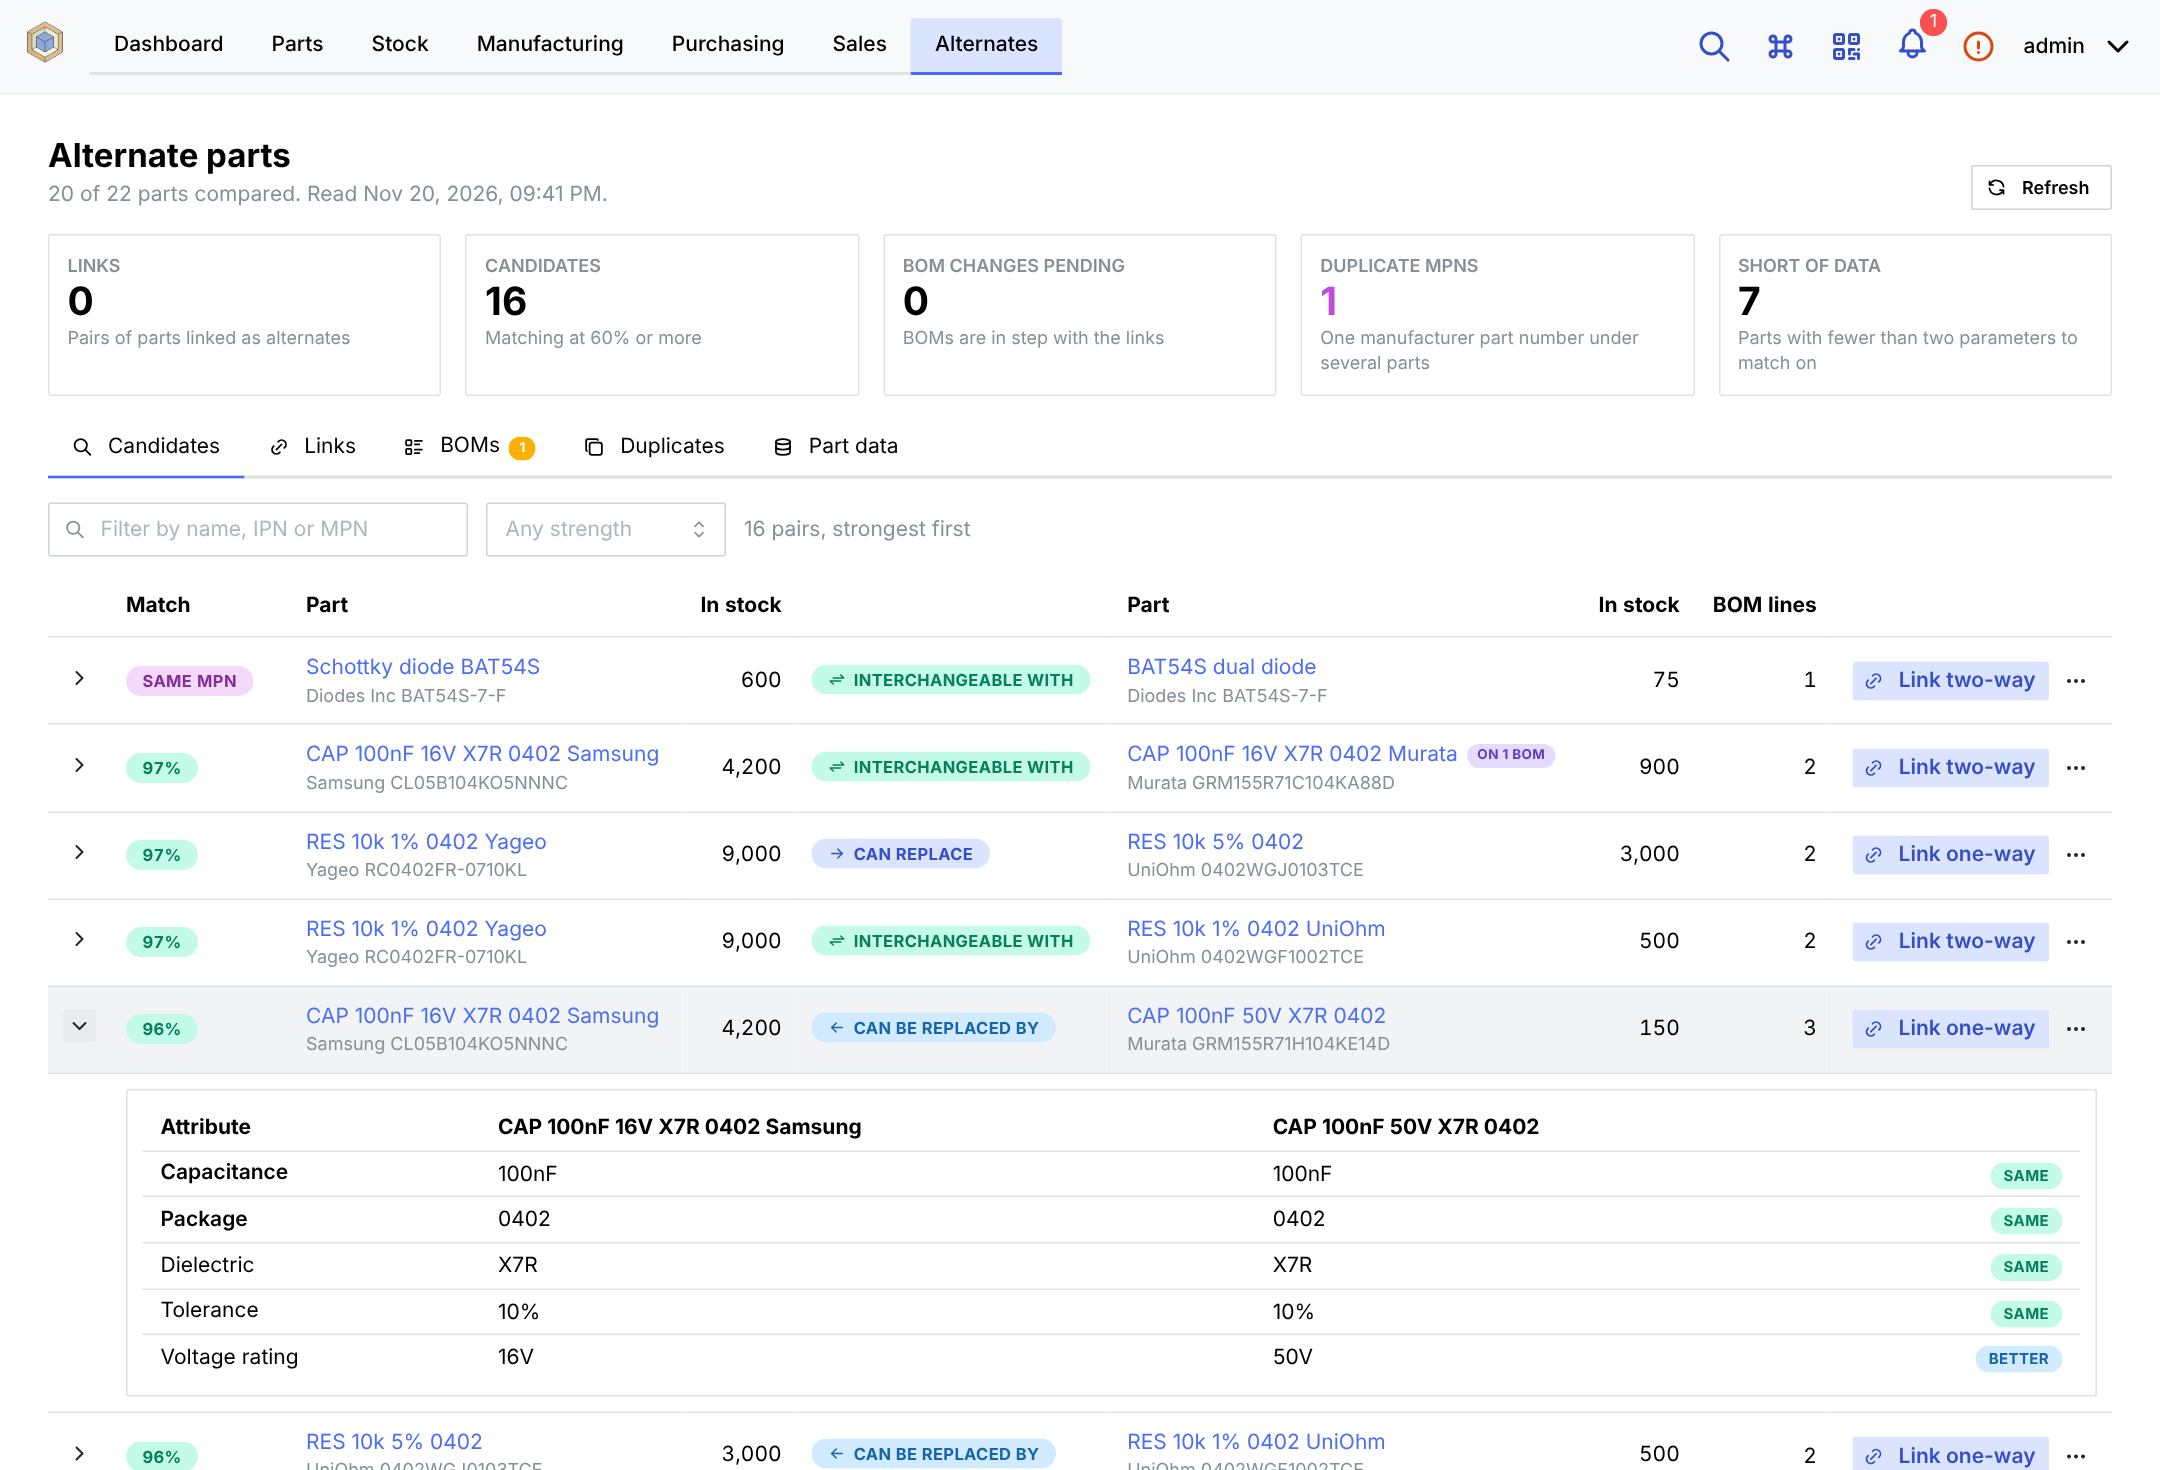 Dashboard Parts Stock Manufacturing Purchasing Sales Alternates 1 admin
Alternate parts
20 of 22 parts compared. Read Nov 20, 2026, 09:41 PM.
Refresh
LINKS
0
Pairs of parts linked as alternates
CANDIDATES
16
Matching at 60% or more
BOM CHANGES PENDING
0
BOMs are in step with the links
DUPLICATE MPNS
1
One manufacturer part number under
several parts
SHORT OF DATA
7
Parts with fewer than two parameters to
match on
Candidates Links BOMs 1 Duplicates Part data
Filter by name, IPN or MPN Any strength 16 pairs, strongest first
Match Part In stock Part In stock BOM lines
SAME MPN Schottky diode BAT54S 600 INTERCHANGEABLE WITH BAT54S dual diode 75 1 Link two-way
Diodes Inc BAT54S-7-F Diodes Inc BAT54S-7-F
97% CAP 100nF 16V X7R 0402 Samsung 4,200 INTERCHANGEABLE WITH CAP 100nF 16V X7R 0402 Murata ON 1 BOM 900 2 Link two-way
Samsung CL05B104KO5NNNC Murata GRM155R71C104KA88D
97% RES 10k 1% 0402 Yageo 9,000 CAN REPLACE RES 10k 5% 0402 3,000 2 Link one-way
Yageo RC0402FR-0710KL UniOhm 0402WGJ0103TCE
97% RES 10k 1% 0402 Yageo 9,000 INTERCHANGEABLE WITH RES 10k 1% 0402 UniOhm 500 2 Link two-way
Yageo RC0402FR-0710KL UniOhm 0402WGF1002TCE
96% CAP 100nF 16V X7R 0402 Samsung 4,200 CAN BE REPLACED BY CAP 100nF 50V X7R 0402 150 3 Link one-way
Samsung CL05B104KO5NNNC Murata GRM155R71H104KE14D
Attribute CAP 100nF 16V X7R 0402 Samsung CAP 100nF 50V X7R 0402
Capacitance 100nF 100nF SAME
Package 0402 0402 SAME
Dielectric X7R X7R SAME
Tolerance 10% 10% SAME
Voltage rating 16V 50V BETTER
96% RES 10k 5% 0402 3,000 CAN BE REPLACED BY RES 10k 1% 0402 UniOhm 500 2 Link one-way
UniOhm 0402WGJ0103TCE UniOhm 0402WGF1002TCE